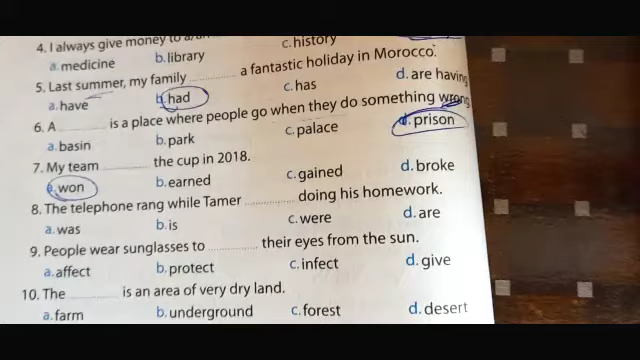 4. I always give money to a/an
a. medicine b. library c. history
5. Last summer, my family ............ a fantastic holiday in Morocco.
a. have b. had c. has d. are having
6. A ............ is a place where people go when they do something wrong
a. basin b. park c. palace d. prison
7. My team ............ the cup in 2018.
a. won b. earned c. gained d. broke
8. The telephone rang while Tamer ............ doing his homework.
a. was b. is c. were d. are
9. People wear sunglasses to ............ their eyes from the sun.
a. affect b. protect c. infect d. give
10. The ............ is an area of very dry land.
a. farm b. underground c. forest d. desert